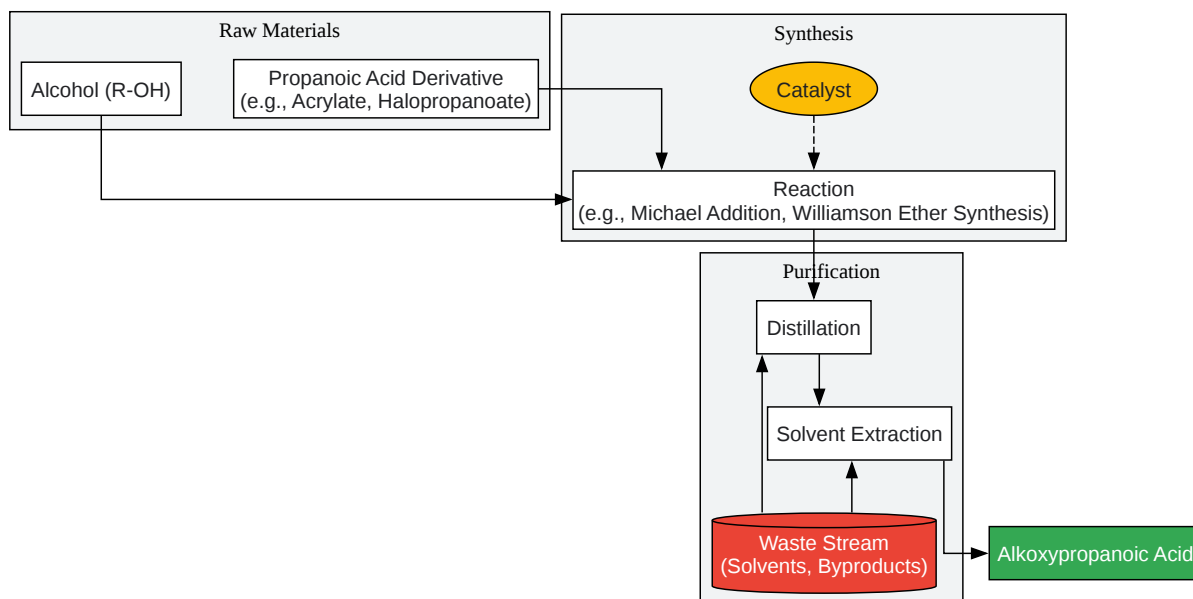 Raw Materials
Alcohol (R-OH)
Propanoic Acid Derivative
(e.g., Acrylate, Halopropanoate)
Synthesis
Catalyst
Reaction
(e.g., Michael Addition, Williamson Ether Synthesis)
Purification
Distillation
Solvent Extraction
Waste Stream
(Solvents, Byproducts)
Alkoxypropanoic Acid